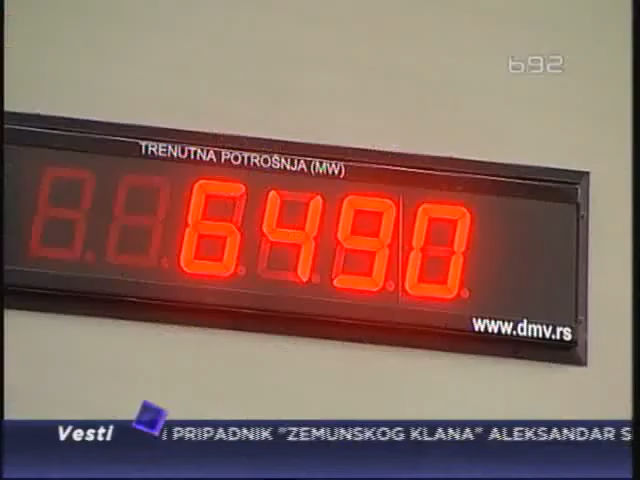 B92
TRENUTNA POTROŠNJA (MW)
6490
www.dmv.rs
Vesti
I PRIPADNIK "ZEMUNSKOG KLANA" ALEKSANDAR S